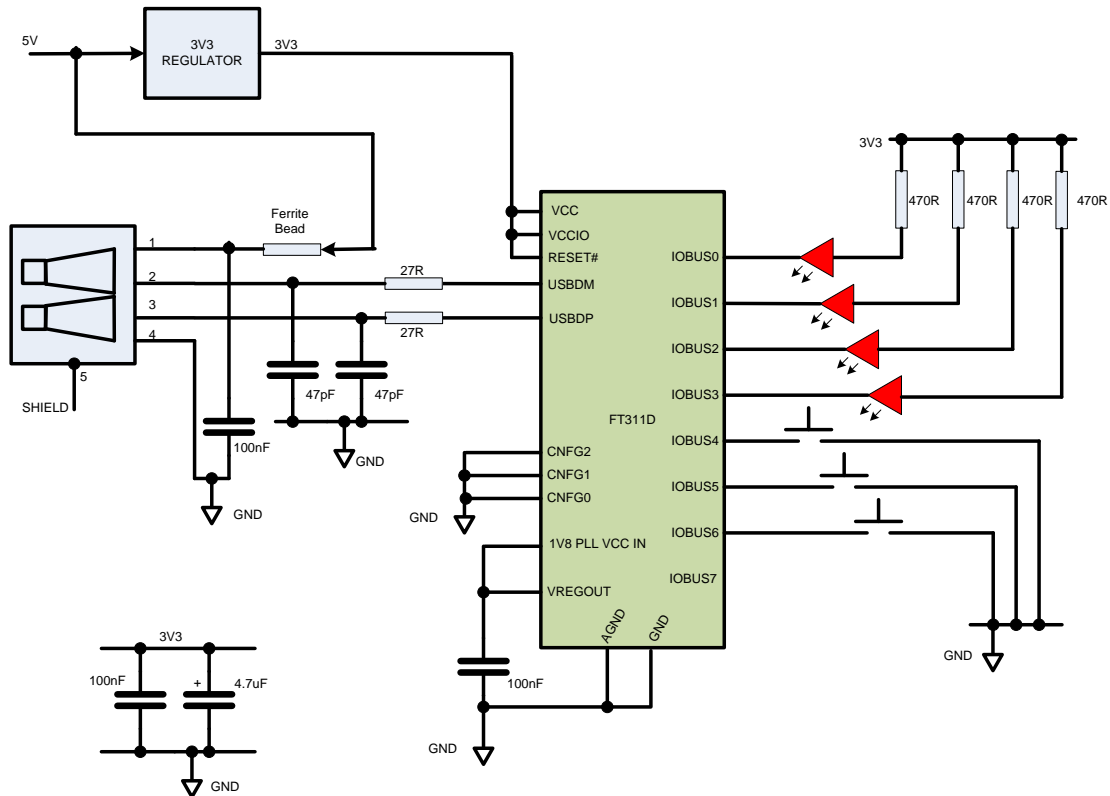 5V
3V3
REGULATOR
3V3
3V3
470R
470R
470R
470R
Ferrite
Bead
1
2
3
4
5
SHIELD
27R
27R
47pF
47pF
100nF
GND
GND
VCC
VCCIO
RESET#
USBDM
USBDP
CNFG2
CNFG1
CNFG0
GND
1V8 PLL VCC IN
VREGOUT
AGND
GND
FT311D
IOBUS0
IOBUS1
IOBUS2
IOBUS3
IOBUS4
IOBUS5
IOBUS6
IOBUS7
GND
100nF
GND
3V3
100nF
+
4.7uF
GND